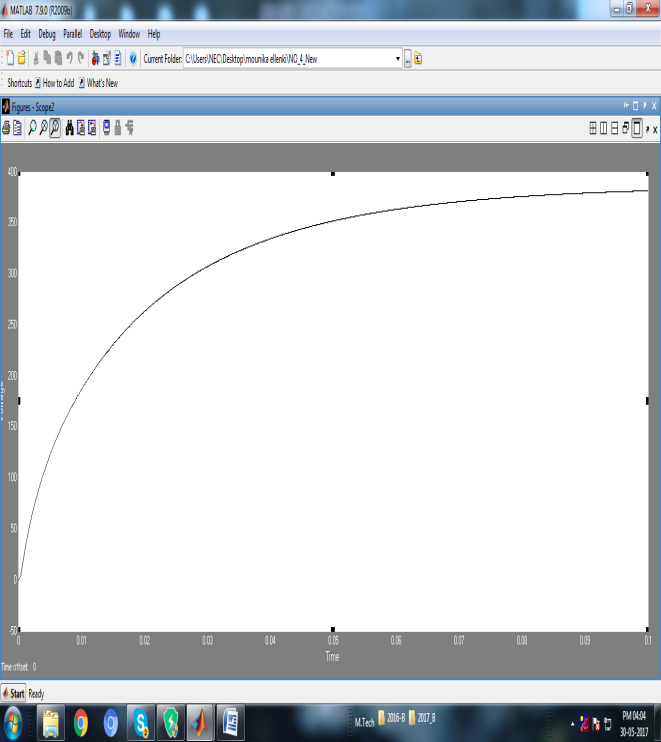 MATLAB 7.9.0 (R2009b)
File Edit Debug Parallel Desktop Window Help
Current Folder: C:\Users\NEC\Desktop\mounika ellenki\NO_4_New
Shortcuts How to Add What's New
Figures - Scope2
400
350
300
250
200
150
100
50
0
-50
0 0.01 0.02 0.03 0.04 0.05 0.06 0.07 0.08 0.09 0.1
Time
Time offset: 0
Start Ready
M.Tech 2016-B 2017_B
PM 04:04
30-05-2017